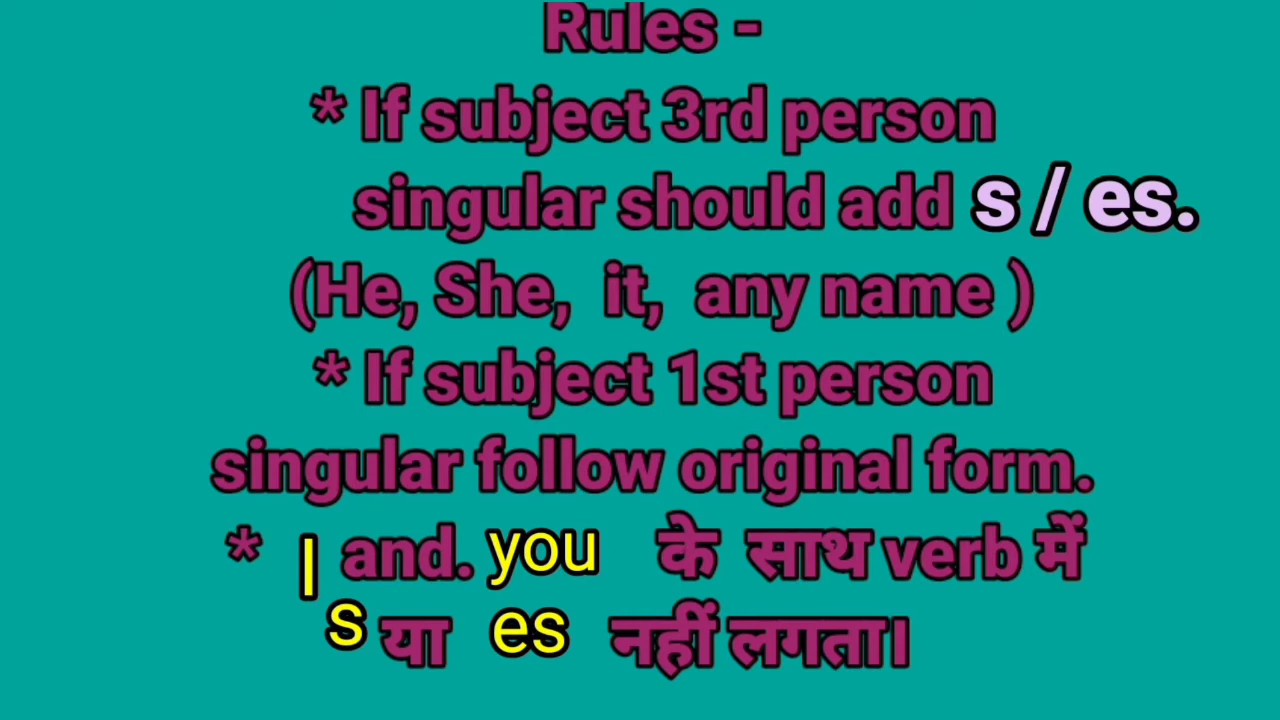 Rules -
* If subject 3rd person
singular should add s / es.
(He, She, it, any name )
* If subject 1st person
singular follow original form.
* I and. you के साथ verb में
s या es नहीं लगता।